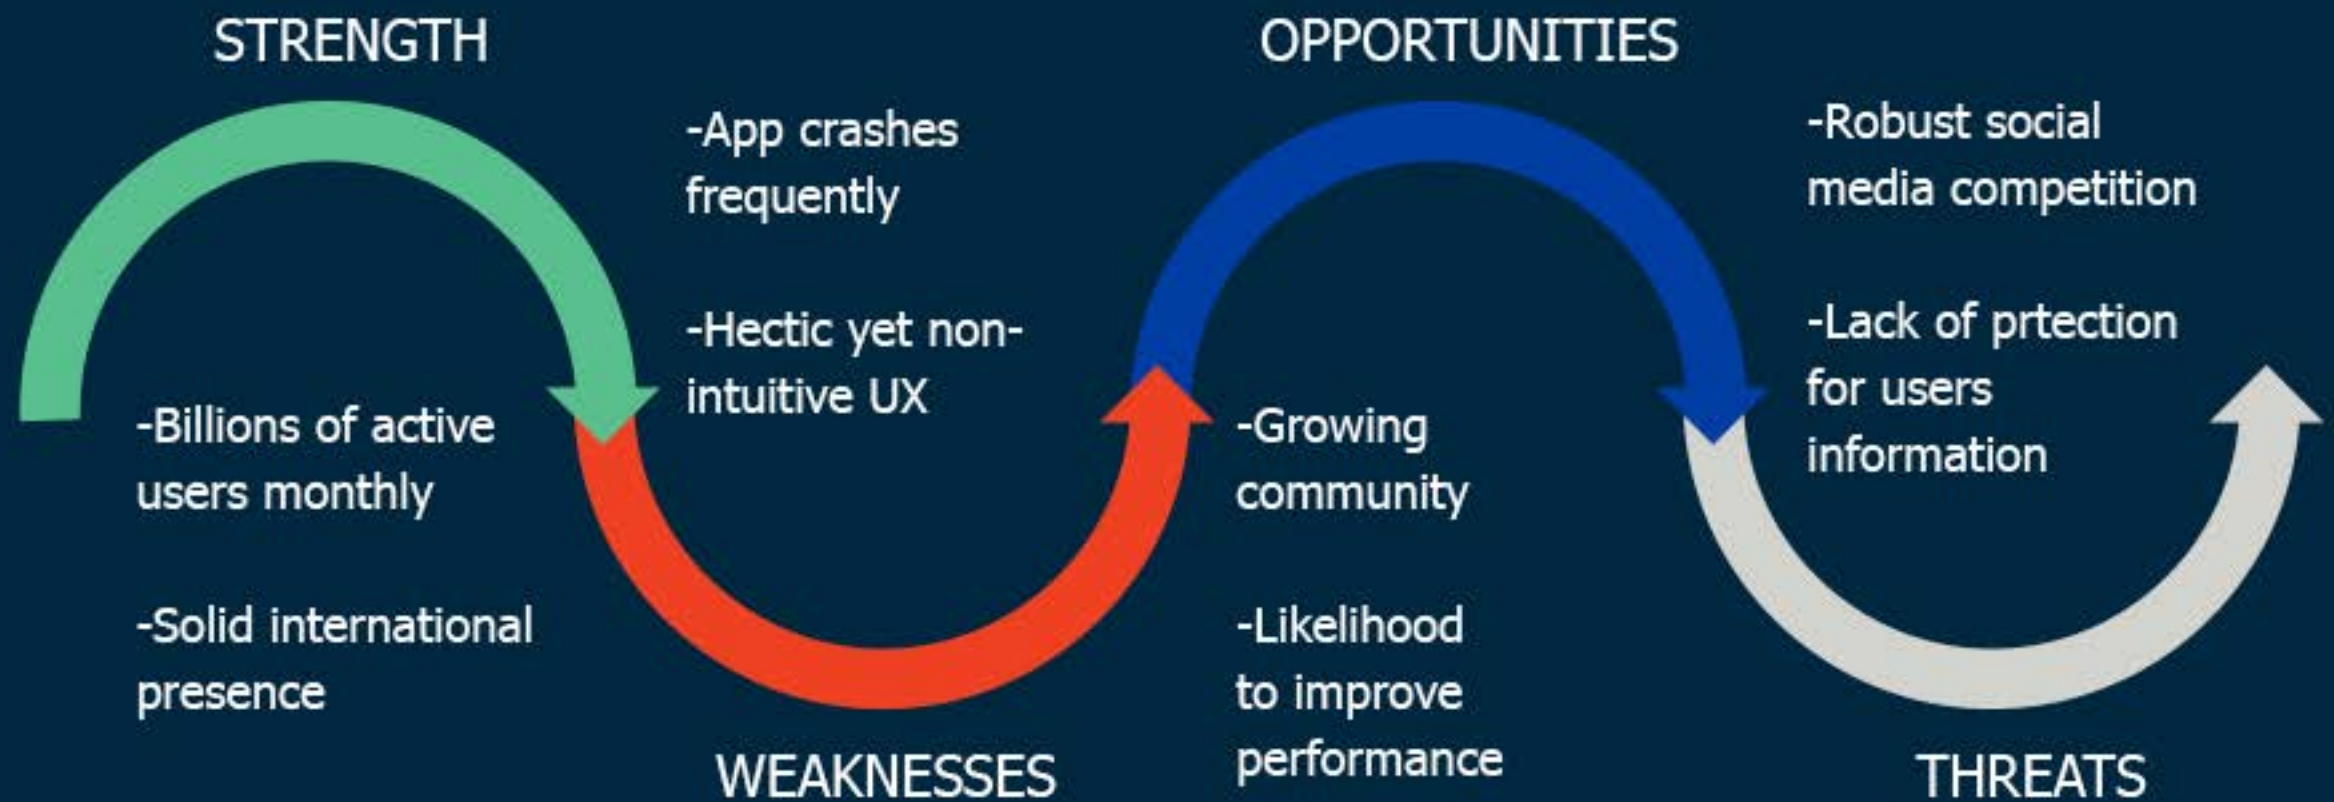 STRENGTH
-Billions of active
users monthly
-Solid international
presence
-App crashes
frequently
-Hectic yet non-
intuitive UX
WEAKNESSES
OPPORTUNITIES
-Growing
community
-Likelihood
to improve
performance
-Robust social
media competition
-Lack of prtection
for users
information
THREATS